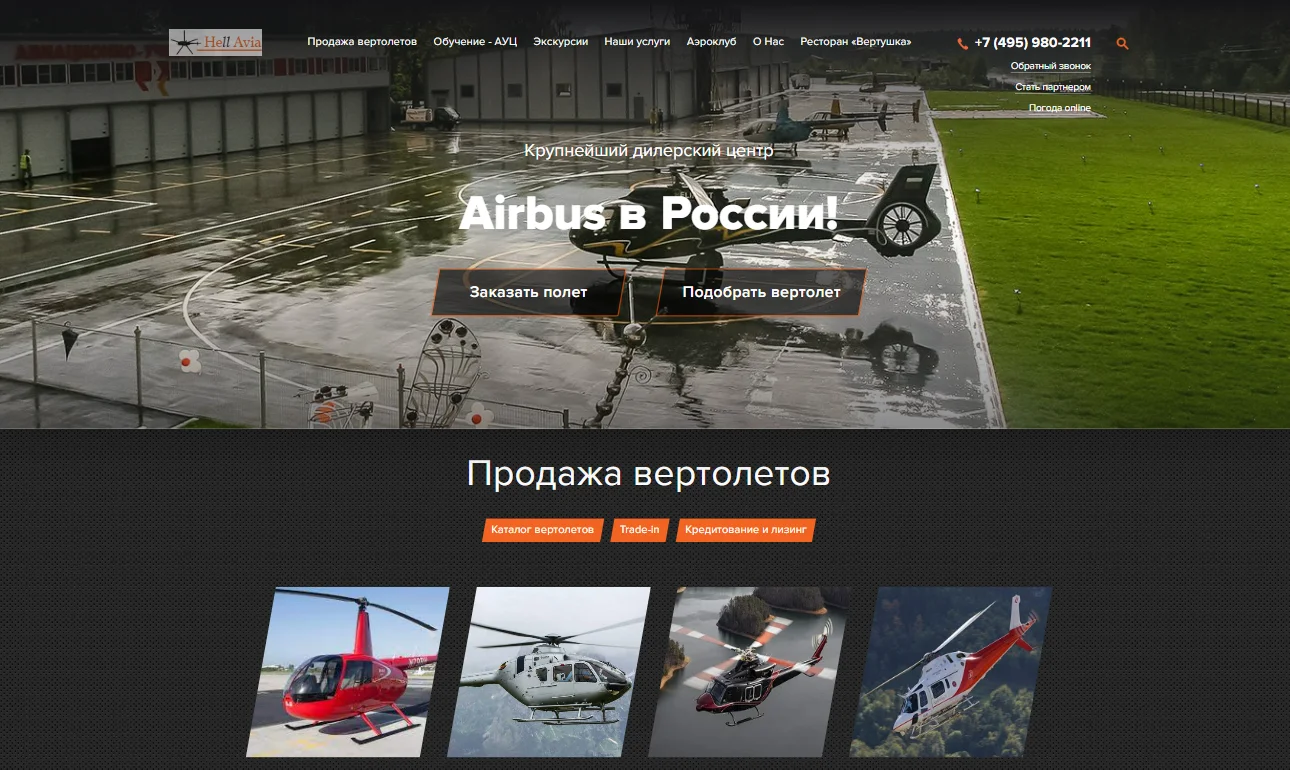 Hell Avia
Продажа вертолетов Обучение - АУЦ Экскурсии Наши услуги Аэроклуб О Нас Ресторан «Вертушка»
+7 (495) 980-2211
Обратный звонок
Стать партнером
Погода online
Крупнейший дилерский центр
Airbus в России!
Заказать полет Подобрать вертолет
Продажа вертолетов
Каталог вертолетов Trade-in Кредитование и лизинг